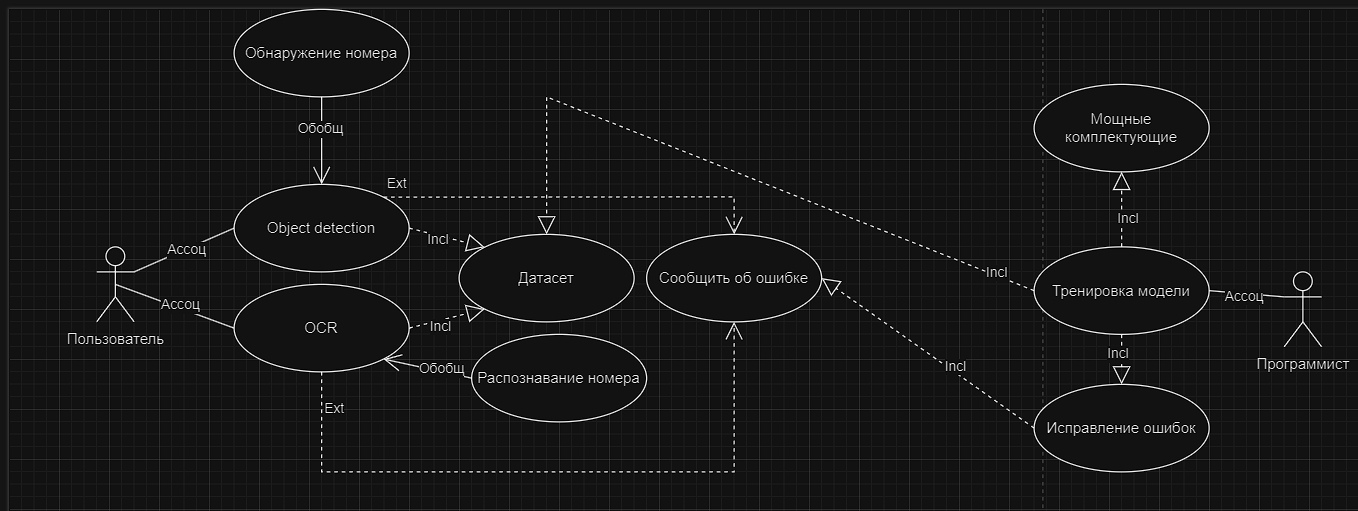 Обнаружение номера
Обобщ
Мощные
комплектующие
Ext
Incl
Object detection
Incl
Ассоц
Датасет
Сообщить об ошибке
Incl
Тренировка модели
Ассоц
Ассоц
Пользователь
OCR
Incl
Incl
Программист
Обобщ
Incl
Распознавание номера
Ext
Исправление ошибок